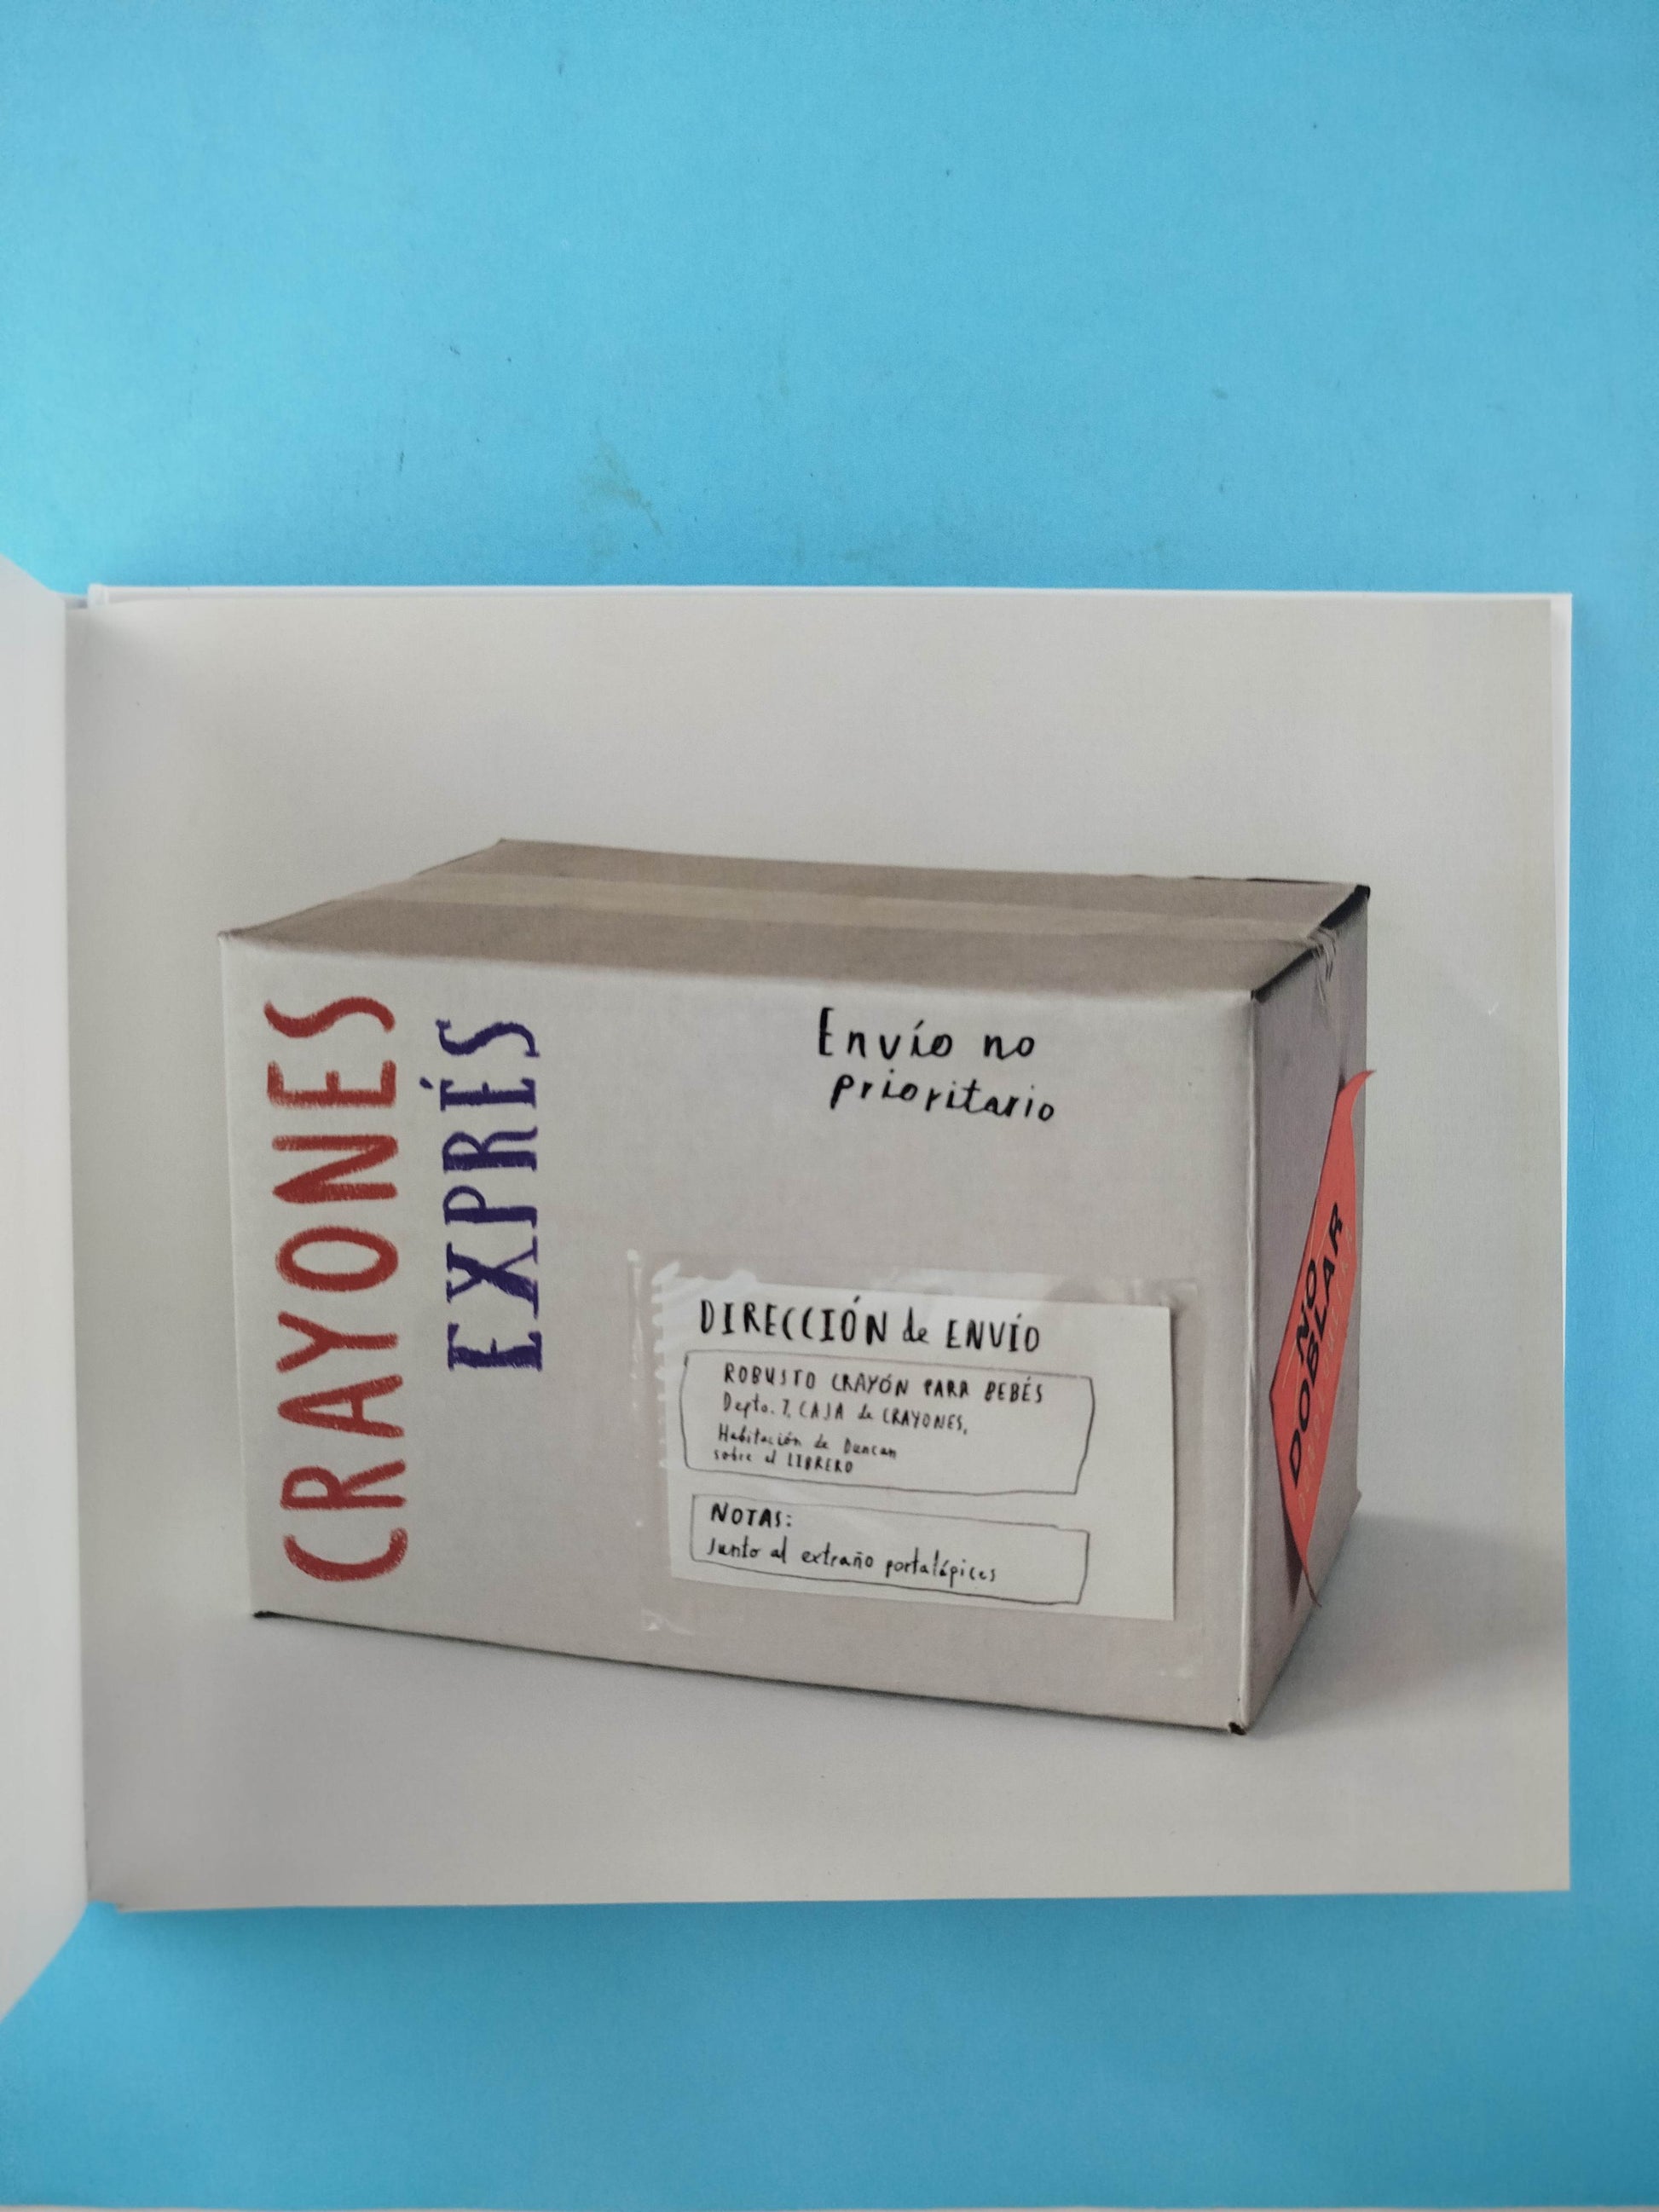 CRAYONES
EXPRÉS
Envío no
prioritario
DIRECCIÓN de ENVÍO
ROBUSTO CRAYÓN PARA BEBÉS
Depto. 7, CAJA de CRAYONES,
Habitación de Duncan
sobre el LIBRERO
NOTAS:
Junto al extraño portalápices
NO
DOBLAR